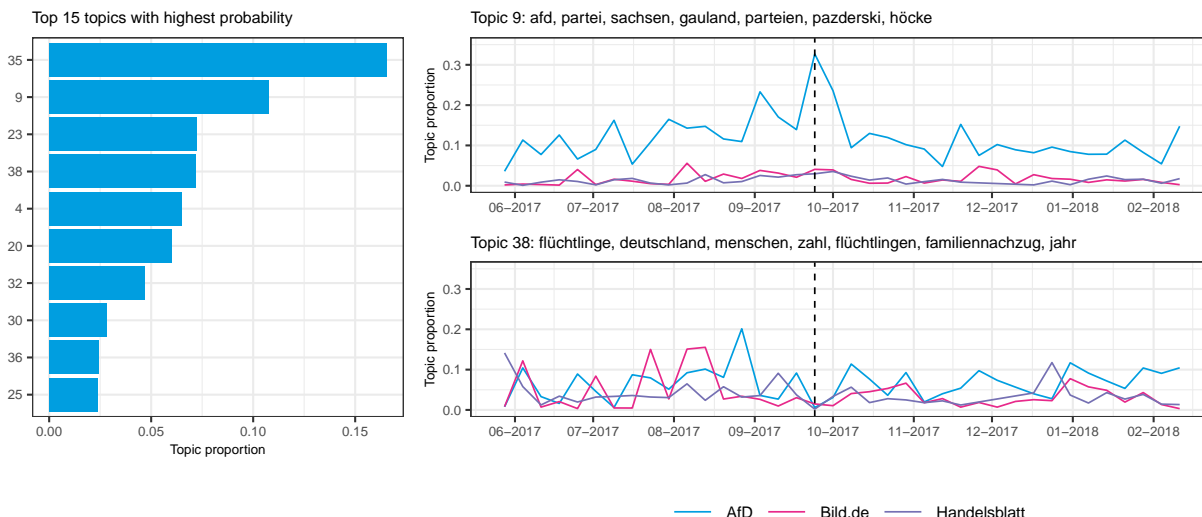 Top 15 topics with highest probability
35
9
23
38
4
20
32
30
36
25
0.00 0.05 0.10 0.15
Topic proportion
Topic 9: afd, partei, sachsen, gauland, parteien, pazderski, höcke
Topic proportion
0.3
0.2
0.1
0.0
06–2017 07–2017 08–2017 09–2017 10–2017 11–2017 12–2017 01–2018 02–2018
Topic 38: flüchtlinge, deutschland, menschen, zahl, flüchtlingen, familiennachzug, jahr
Topic proportion
0.3
0.2
0.1
0.0
06–2017 07–2017 08–2017 09–2017 10–2017 11–2017 12–2017 01–2018 02–2018
AfD Bild.de Handelsblatt